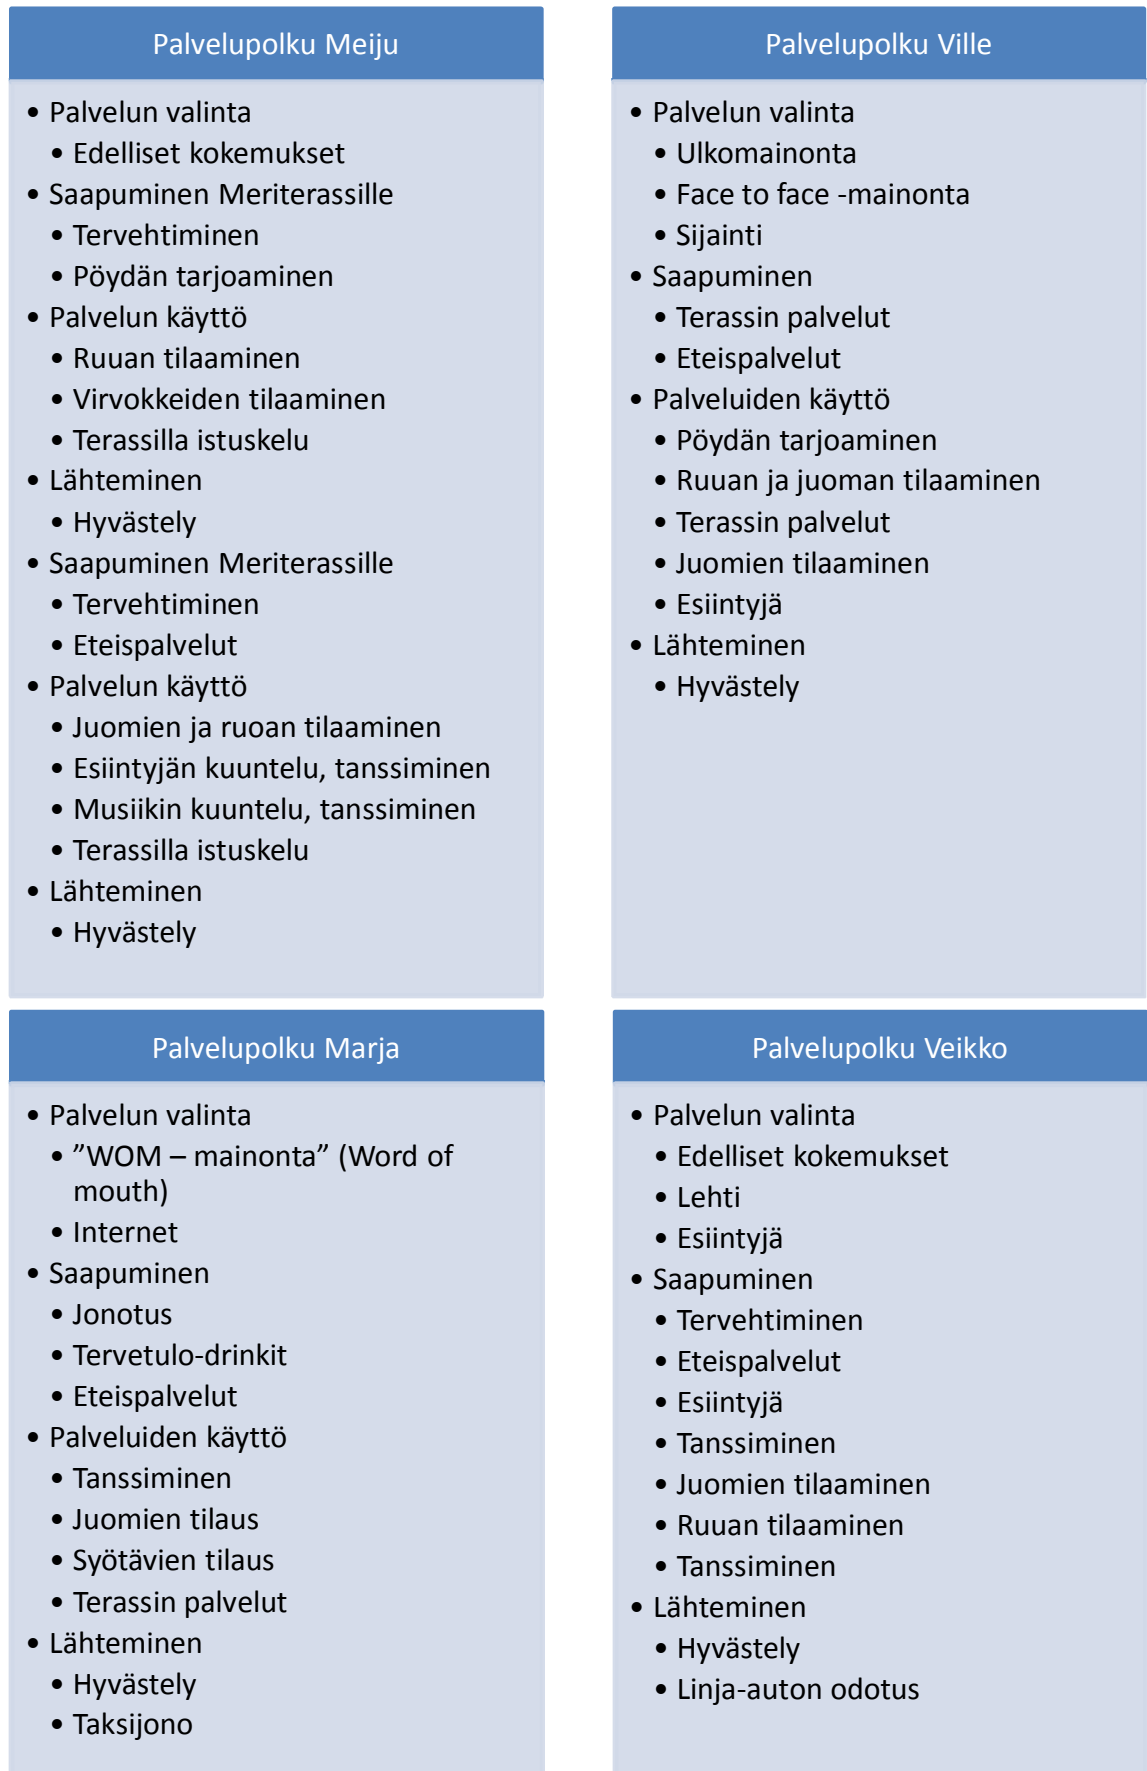 Palvelupolku Meiju
• Palvelun valinta
• Edelliset kokemukset
• Saapuminen Meriterassille
• Tervehtiminen
• Pöydän tarjoaminen
• Palvelun käyttö
• Ruuan tilaaminen
• Virvokkeiden tilaaminen
• Terassilla istuskelu
• Lähteminen
• Hyvästely
• Saapuminen Meriterassille
• Tervehtiminen
• Eteispalvelut
• Palvelun käyttö
• Juomien ja ruoan tilaaminen
• Esiintyjän kuuntelu, tanssiminen
• Musiikin kuuntelu, tanssiminen
• Terassilla istuskelu
• Lähteminen
• Hyvästely
Palvelupolku Ville
• Palvelun valinta
• Ulkomainonta
• Face to face -mainonta
• Sijainti
• Saapuminen
• Terassin palvelut
• Eteispalvelut
• Palveluiden käyttö
• Pöydän tarjoaminen
• Ruuan ja juoman tilaaminen
• Terassin palvelut
• Juomien tilaaminen
• Esiintyjä
• Lähteminen
• Hyvästely
Palvelupolku Marja
• Palvelun valinta
• ”WOM – mainonta” (Word of
mouth)
• Internet
• Saapuminen
• Jonotus
• Tervetulo-drinkit
• Eteispalvelut
• Palveluiden käyttö
• Tanssiminen
• Juomien tilaus
• Syötävien tilaus
• Terassin palvelut
• Lähteminen
• Hyvästely
• Taksijono
Palvelupolku Veikko
• Palvelun valinta
• Edelliset kokemukset
• Lehti
• Esiintyjä
• Saapuminen
• Tervehtiminen
• Eteispalvelut
• Esiintyjä
• Tanssiminen
• Juomien tilaaminen
• Ruuan tilaaminen
• Tanssiminen
• Lähteminen
• Hyvästely
• Linja-auton odotus